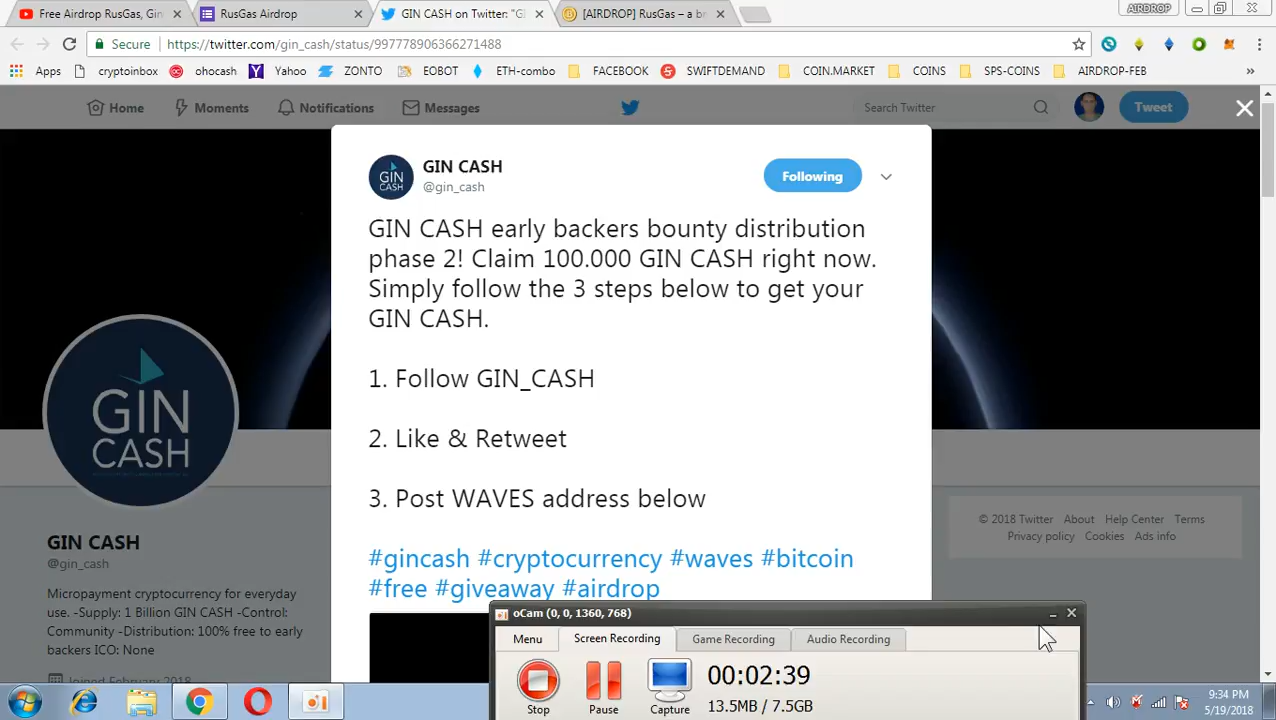 Free Airdrop RusGas, Gin
RusGas Airdrop
GIN CASH on Twitter: "GI
[AIRDROP] RusGas – a br
AIRDROP
Secure
https://twitter.com/gin_cash/status/997778906366271488
Apps
cryptoinbox
ohocash
Yahoo
ZONTO
EOBOT
ETH-combo
FACEBOOK
SWIFTDEMAND
COIN.MARKET
COINS
SPS-COINS
AIRDROP-FEB
»
Home
Moments
Notifications
Messages
Search Twitter
Tweet
GIN CASH
@gin_cash
Following
GIN CASH early backers bounty distribution
phase 2! Claim 100.000 GIN CASH right now.
Simply follow the 3 steps below to get your
GIN CASH.
1. Follow GIN_CASH
2. Like & Retweet
3. Post WAVES address below
#gincash #cryptocurrency #waves #bitcoin
#free #giveaway #airdrop
GIN
CASH
GIN
CASH
GIN CASH
@gin_cash
Micropayment cryptocurrency for everyday
use. -Supply: 1 Billion GIN CASH -Control:
Community -Distribution: 100% free to early
backers ICO: None
Joined February 2018
© 2018 Twitter About Help Center Terms
Privacy policy Cookies Ads info
oCam (0, 0, 1360, 768)
Menu
Screen Recording
Game Recording
Audio Recording
Stop
Pause
Capture
00:02:39
13.5MB / 7.5GB
9:34 PM
5/19/2018